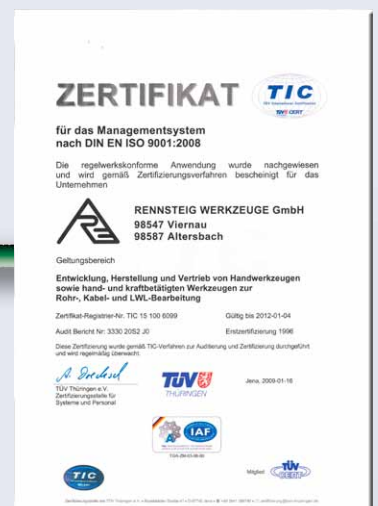 ZERTIFIKAT
TIC
TÜV CERT
für das Managementsystem
nach DIN EN ISO 9001:2008
Die regelwerkskonforme Anwendung wurde nachgewiesen
und wird gemäß Zertifizierungsverfahren bescheinigt für das
Unternehmen
RENNSTEIG WERKZEUGE GmbH
98547 Viernau
98587 Altersbach
Geltungsbereich
Entwicklung, Herstellung und Vertrieb von Handwerkzeugen
sowie hand- und kraftbetätigten Werkzeugen zur
Rohr-, Kabel- und LWL-Bearbeitung
Zertifikat-Registrier-Nr. TIC 15 100 6099
Gültig bis 2012-01-04
Audit Bericht Nr. 3330 20S2 J0
Erstzertifizierung 1996
Diese Zertifizierung wurde gemäß TIC-Verfahren zur Auditierung und Zertifizierung durchgeführt
und wird regelmäßig überwacht.
TÜV Thüringen e.V.
Zertifizierungsstelle für
Systeme und Personal
TÜV
THÜRINGEN
Jena, 2009-01-16
IAF
TIC
Mitglied
TÜV
CERT